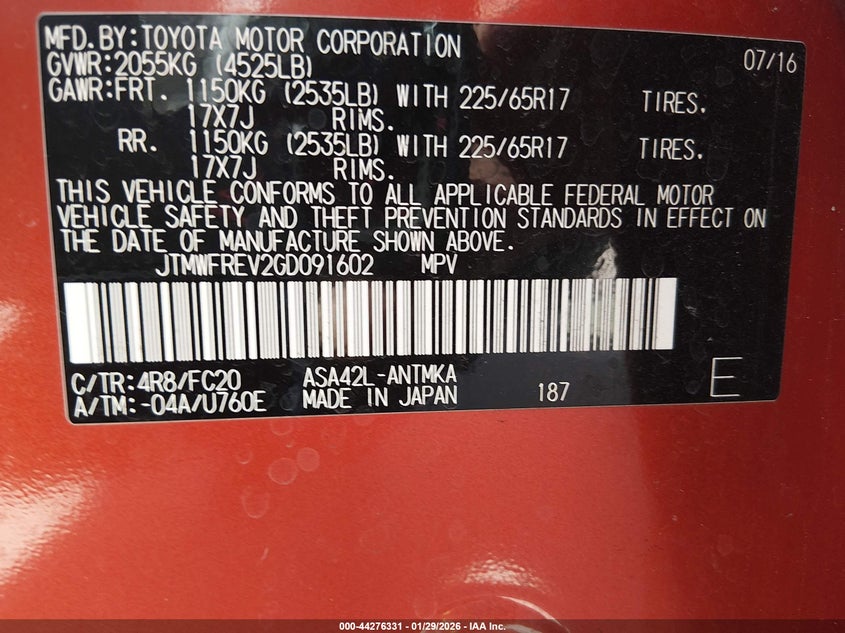 MFD.BY:TOYOTA MOTOR CORPORATION 07/16
GVWR:2055KG (4525LB)
GAWR:FRT. 1150KG (2535LB) WITH 225/65R17 TIRES.
17X7J RIMS.
RR. 1150KG (2535LB) WITH 225/65R17 TIRES.
17X7J RIMS.
THIS VEHICLE CONFORMS TO ALL APPLICABLE FEDERAL MOTOR
VEHICLE SAFETY AND THEFT PREVENTION STANDARDS IN EFFECT ON
THE DATE OF MANUFACTURE SHOWN ABOVE.
JTMWFREV2GD091602 MPV
C/TR:4R8/FC20 ASA42L-ANTMKA
A/TM:-04A/U760E MADE IN JAPAN 187 E
000-44276331 - 01/29/2026 - IAA Inc.